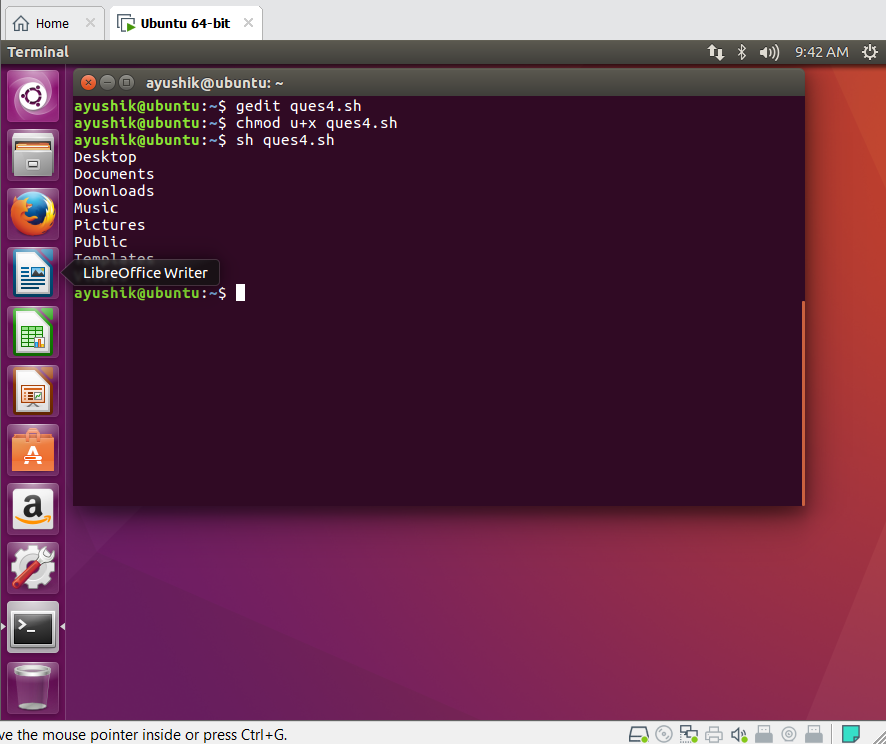 Home
Ubuntu 64-bit
Terminal
9:42 AM
ayushik@ubuntu: ~
ayushik@ubuntu:~$ gedit ques4.sh
ayushik@ubuntu:~$ chmod u+x ques4.sh
ayushik@ubuntu:~$ sh ques4.sh
Desktop
Documents
Downloads
Music
Pictures
Public
Templates
LibreOffice Writer
ayushik@ubuntu:~$
ve the mouse pointer inside or press Ctrl+G.